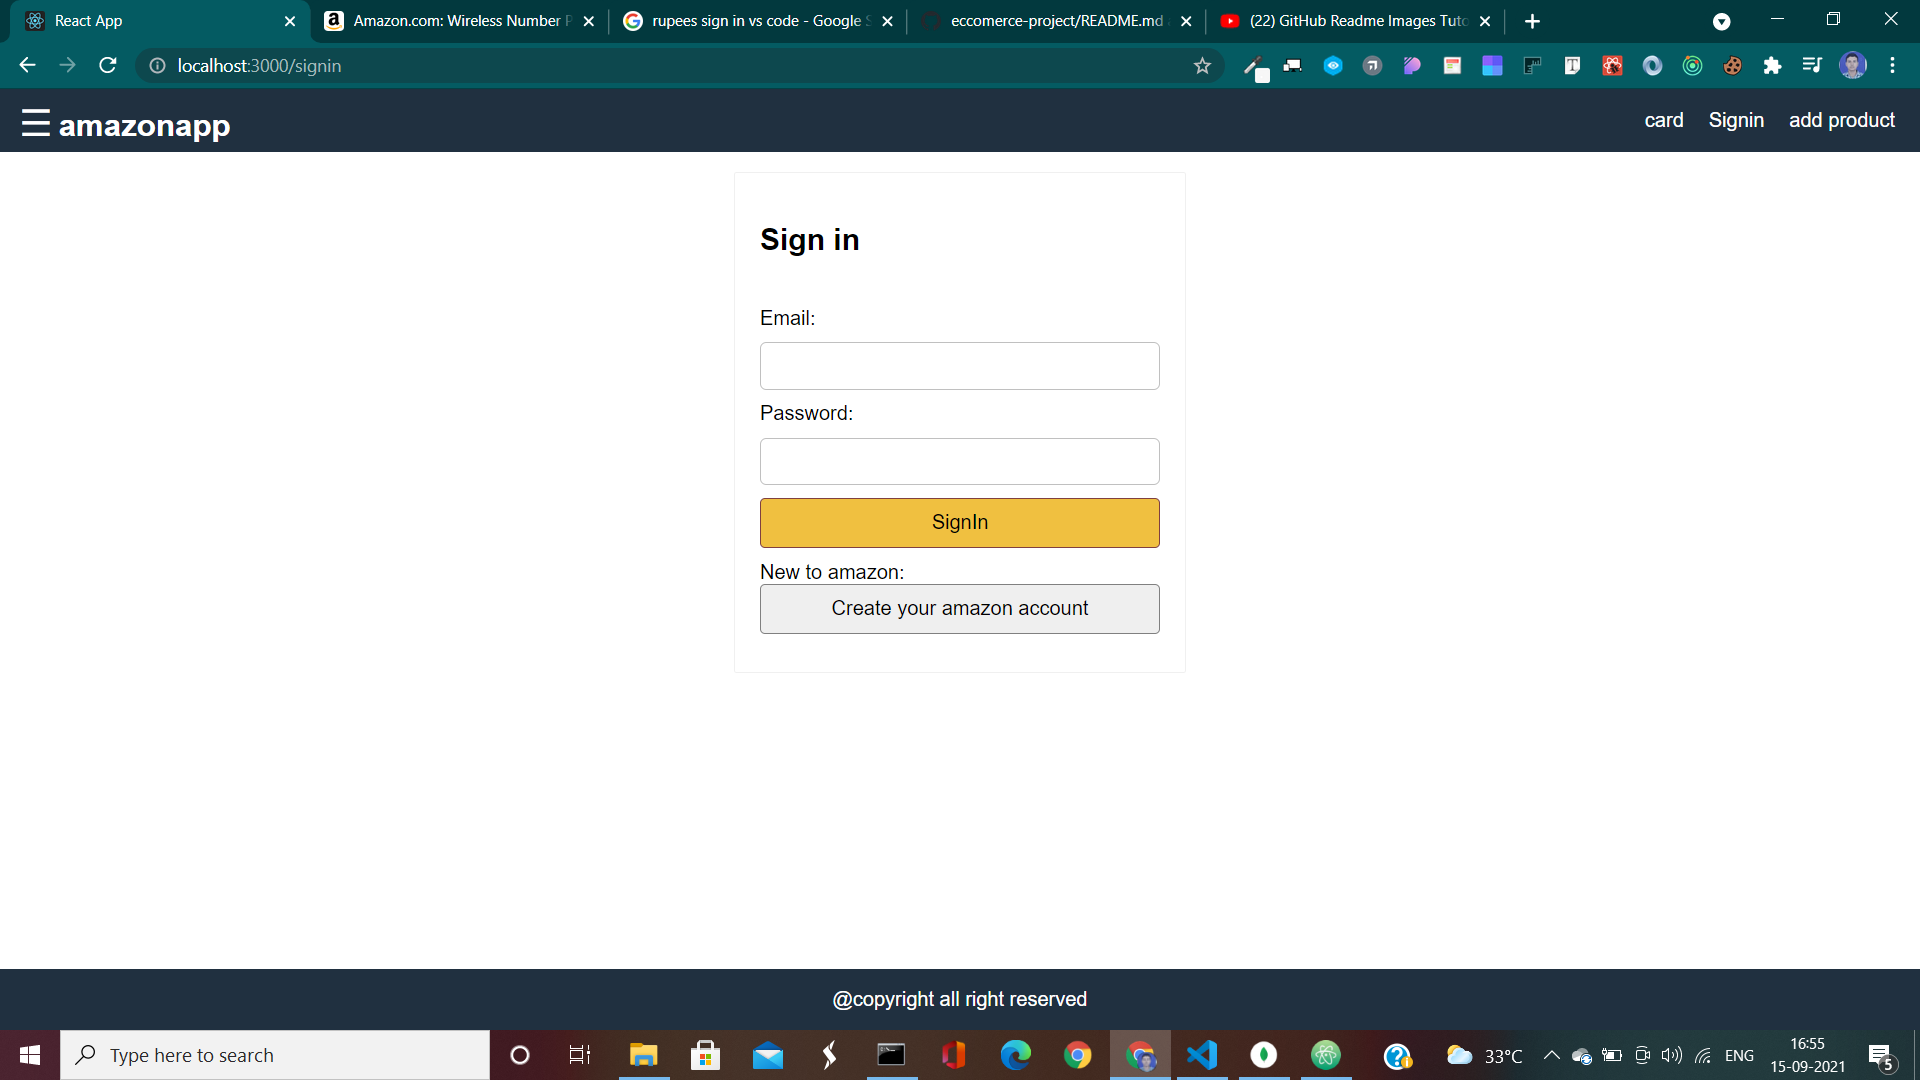 React App
Amazon.com: Wireless Number P
rupees sign in vs code - Google S
eccomerce-project/README.md
(22) GitHub Readme Images Tuto
localhost:3000/signin
☰ amazonapp
card Signin add product
Sign in
Email:
Password:
SignIn
New to amazon:
Create your amazon account
@copyright all right reserved
Type here to search
33°C
ENG
16:55
15-09-2021
5